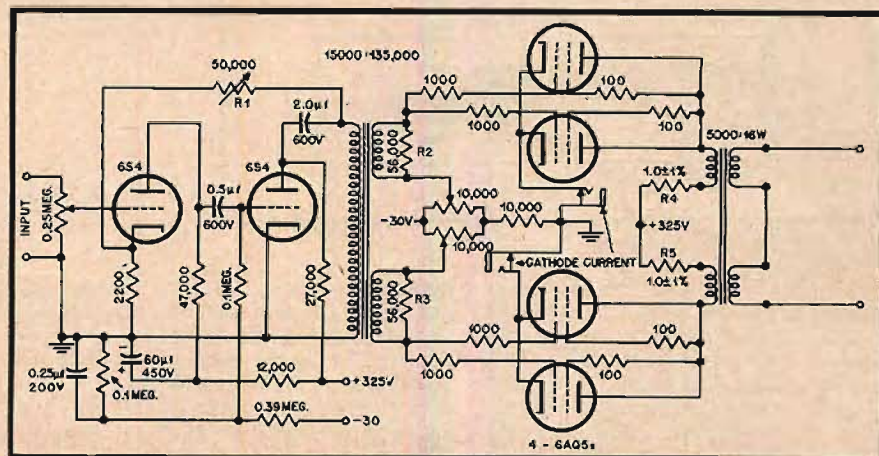 50,000
R1
15000:135,000
2.0µf
600V
1000
100
1000
100
5000:16W
6S4
6S4
0.5µf
600V
INPUT
0.25MEG.
56,000
R2
10,000
-30V
10,000
10,000
1.0±1%
R4
+325V
R5
1.0±1%
CATHODE CURRENT
2200
47,000
0.1MEG.
27,000
R3
56,000
1000
100
1000
100
60µf
450V
0.25µf
200V
0.1MEG.
12,000
+325V
0.39MEG.
-30
4 - 6AQ5s